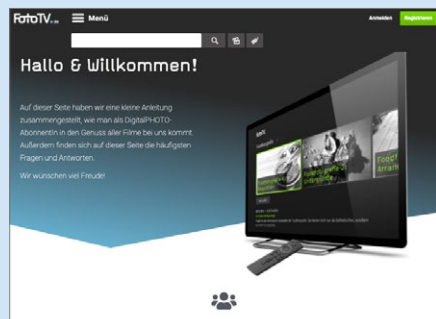 FotoTV.
Menü
Anmelden
Registrieren
Hallo & Willkommen!
Auf dieser Seite haben wir eine kleine Anleitung
zusammengestellt, wie man als DigitalPHOTO-
AbonnentIn in den Genuss aller Filme bei uns kommt.
Außerdem finden sich auf dieser Seite die häufigsten
Fragen und Antworten.
Wir wünschen viel Freude!